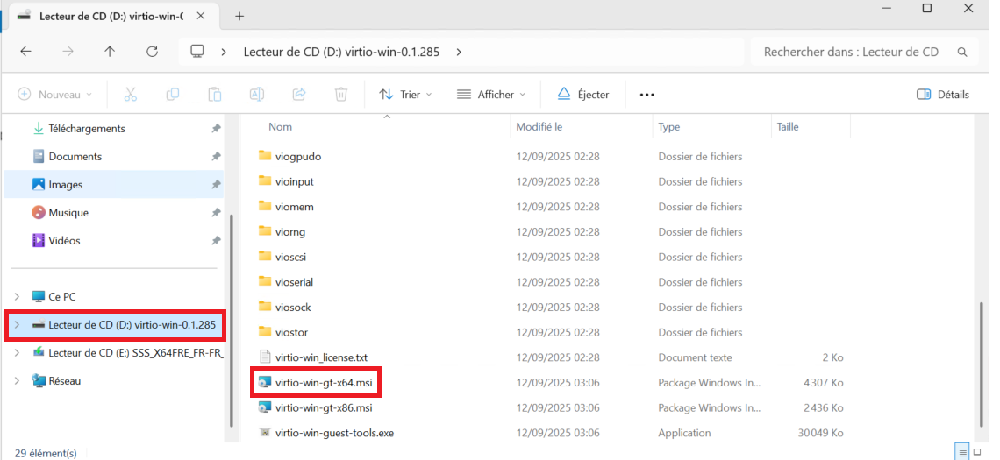 Lecteur de CD (D:) virtio-win-0
Lecteur de CD (D:) virtio-win-0.1.285
Rechercher dans : Lecteur de CD
Nouveau
Trier
Afficher
Éjecter
Détails
Téléchargements
Documents
Images
Musique
Vidéos
Ce PC
Lecteur de CD (D:) virtio-win-0.1.285
Lecteur de CD (E:) SSS_X64FRE_FR-FR_
Réseau
Nom Modifié le Type Taille
viogpudo 12/09/2025 02:28 Dossier de fichiers
vioinput 12/09/2025 02:28 Dossier de fichiers
viomem 12/09/2025 02:28 Dossier de fichiers
viorng 12/09/2025 02:28 Dossier de fichiers
vioscsi 12/09/2025 02:28 Dossier de fichiers
vioserial 12/09/2025 02:28 Dossier de fichiers
viosock 12/09/2025 02:28 Dossier de fichiers
viostor 12/09/2025 02:28 Dossier de fichiers
virtio-win_license.txt 12/09/2025 02:28 Document texte 2 Ko
virtio-win-gt-x64.msi 12/09/2025 03:06 Package Windows In... 4 307 Ko
virtio-win-gt-x86.msi 12/09/2025 03:06 Package Windows In... 2 436 Ko
virtio-win-guest-tools.exe 12/09/2025 03:06 Application 30 049 Ko
29 élément(s)